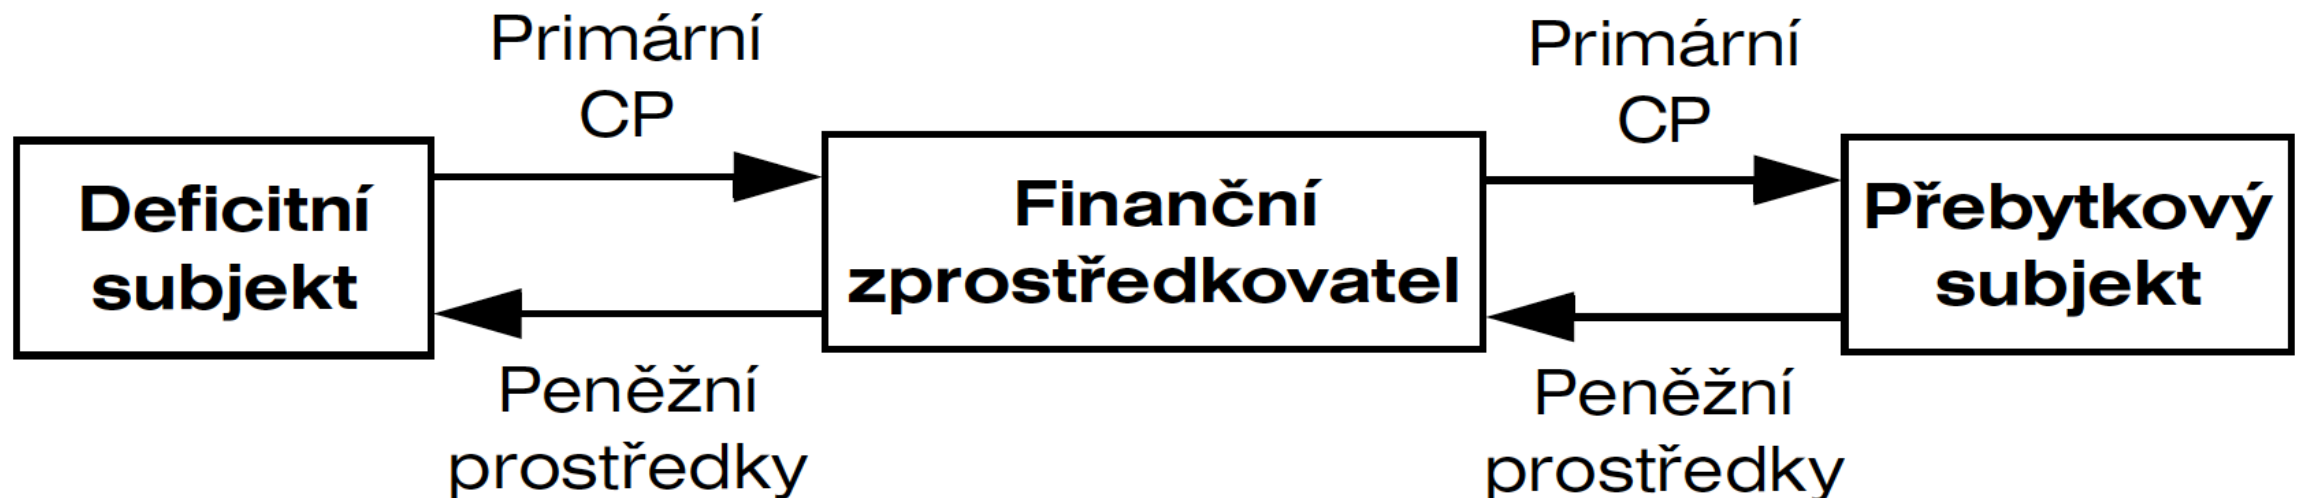 Primární
CP
Primární
CP
Deficitní
subjekt
Finanční
zprostředkovatel
Přebytkový
subjekt
Peněžní
prostředky
Peněžní
prostředky